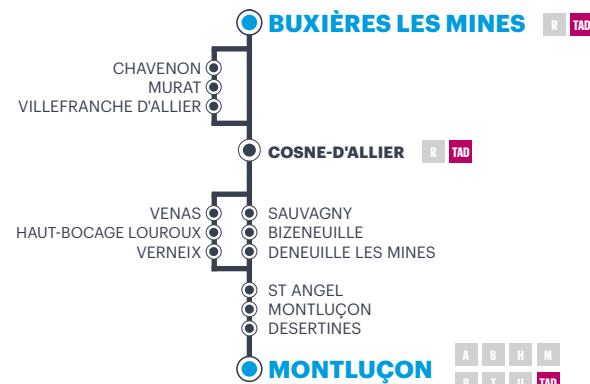 BUXIÈRES LES MINES R TAD
CHAVENON
MURAT
VILLEFRANCHE D'ALLIER
COSNE-D'ALLIER R TAD
VENAS SAUVAGNY
HAUT-BOCAGE LOUROUX BIZENEUILLE
VERNEIX DENEUILLE LES MINES
ST ANGEL
MONTLUÇON
DESERTINES
MONTLUÇON A B H M
R T U TAD